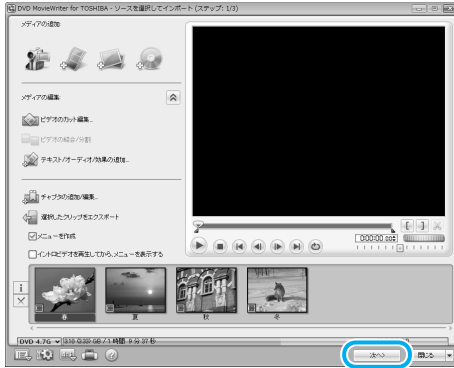 DVD MovieWriter for TOSHIBA - ソースを選択してインポート (ステップ: 1/3)
メディアの追加
メディアの編集
ビデオのカット編集...
ビデオの結合/分割
テキスト/オーディオ/効果の追加...
チャプタの追加/編集...
選択したクリップをエクスポート
メニューを作成
イントロビデオを再生してから、メニューを表示する
0:00:00.00
春
夏
秋
冬
DVD 4.7G
次へ>
閉じる